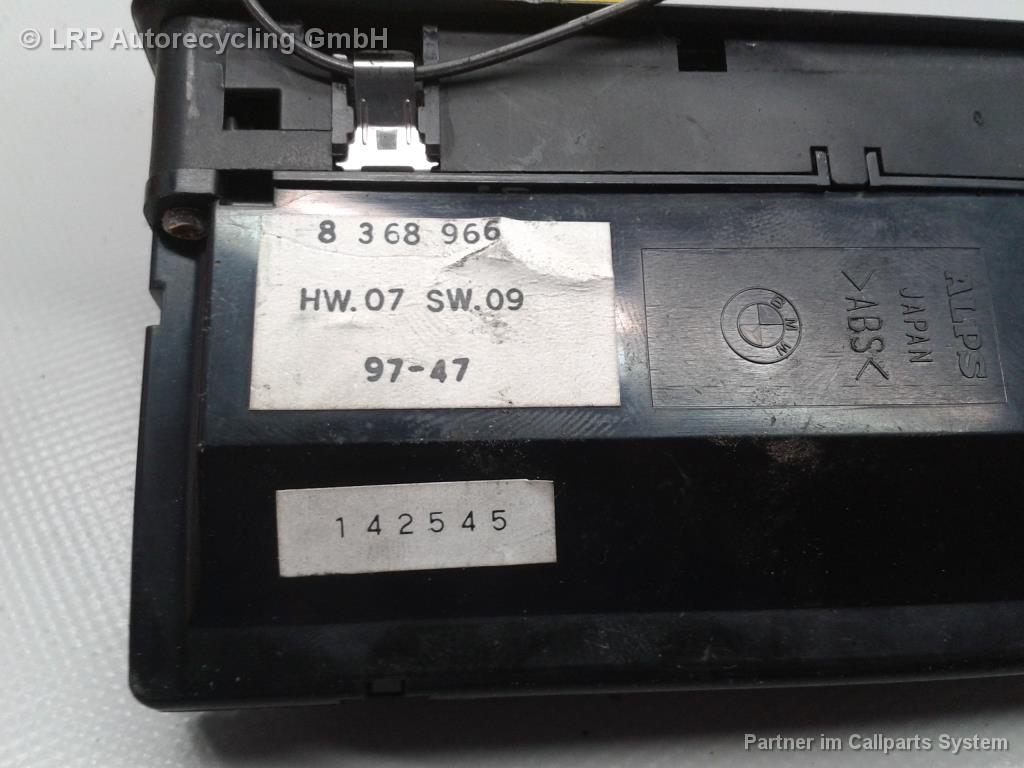 © LRP Autorecycling GmbH
8 368 966
HW.07 SW.09
97-47
BMW
>ABS<
JAPAN
ALPS
142545
Partner im Callparts System